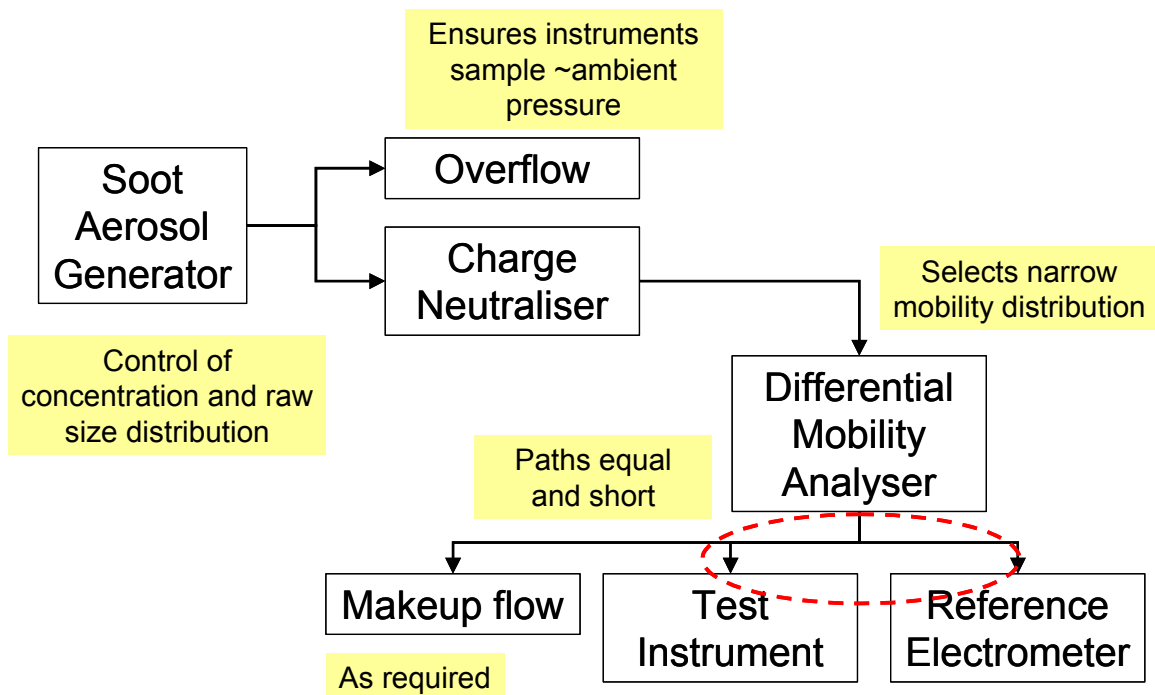 Ensures instruments
sample ~ambient
pressure
Soot
Aerosol
Generator
Overflow
Charge
Neutraliser
Selects narrow
mobility distribution
Control of
concentration and raw
size distribution
Differential
Mobility
Analyser
Paths equal
and short
Makeup flow
Test
Instrument
Reference
Electrometer
As required